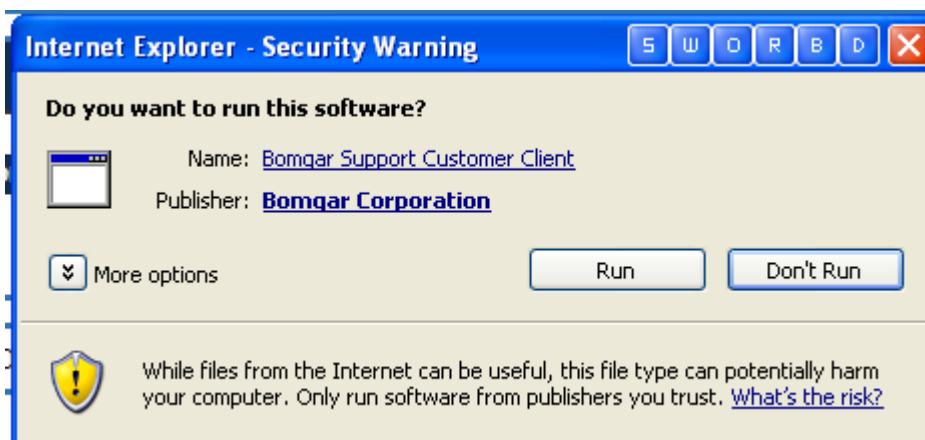 Internet Explorer - Security Warning
S W O R B D
Do you want to run this software?
Name: Bomgar Support Customer Client
Publisher: Bomgar Corporation
More options
Run
Don't Run
While files from the Internet can be useful, this file type can potentially harm
your computer. Only run software from publishers you trust. What's the risk?